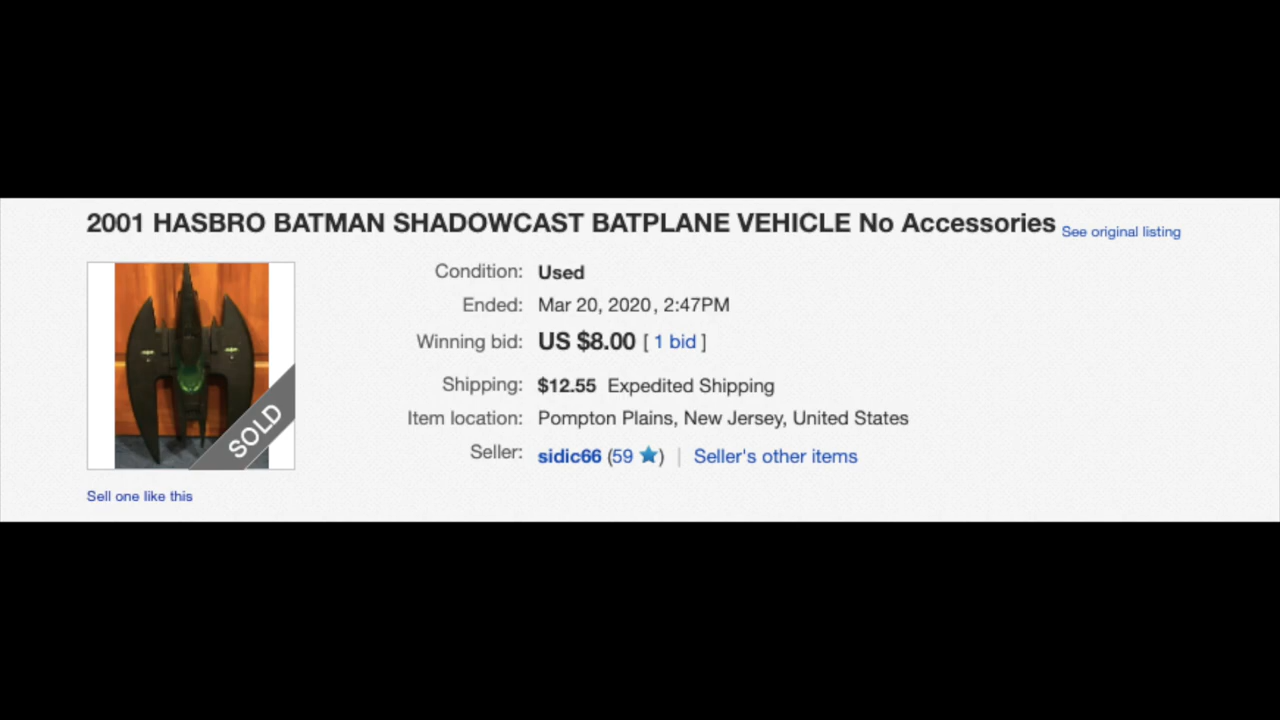 2001 HASBRO BATMAN SHADOWCAST BATPLANE VEHICLE No Accessories See original listing
Condition: Used
Ended: Mar 20, 2020 , 2:47PM
Winning bid: US $8.00 [ 1 bid ]
Shipping: $12.55 Expedited Shipping
Item location: Pompton Plains, New Jersey, United States
SOLD
Seller: sidic66 (59 ) | Seller's other items
Sell one like this